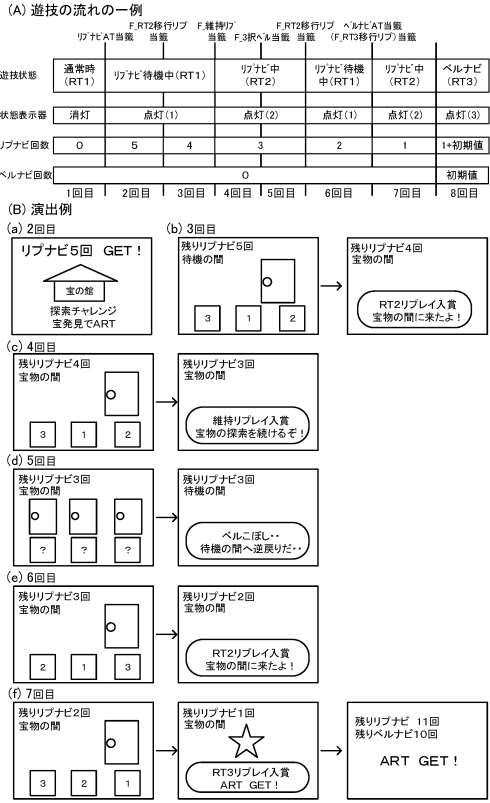 (A) 遊技の流れの一例
F_RT2移行リプ F_維持リプ F_RT2移行リプ ベルナビAT当籤
リプナビAT当籤 当籤 当籤 F_3択ベル当籤 当籤 (F_RT3移行リプ)当籤
遊技状態 通常時 リプナビ待機中(RT1) リプナビ中 リプナビ待機 リプナビ中 ベルナビ
(RT1) (RT2) 中(RT1) (RT2) (RT3)
状態表示器 消灯 点灯(1) 点灯(2) 点灯(1) 点灯(2) 点灯(3)
リプナビ回数 0 5 4 3 2 1 1+初期値
ベルナビ回数 0 初期値
1回目 2回目 3回目 4回目 5回目 6回目 7回目 8回目
(B) 演出例
(a) 2回目
リプナビ5回 GET!
宝の館
探索チャレンジ
宝発見でART
(b) 3回目
残りリプナビ5回
待機の間
3 1 2
残りリプナビ4回
宝物の間
RT2リプレイ入賞
宝物の間に来たよ!
(c) 4回目
残りリプナビ4回
宝物の間
3 1 2
残りリプナビ3回
宝物の間
維持リプレイ入賞
宝物の探索を続けるぞ!
(d) 5回目
残りリプナビ3回
宝物の間
? ? ?
残りリプナビ3回
待機の間
ベルこぼし・・
待機の間へ逆戻りだ・・
(e) 6回目
残りリプナビ3回
宝物の間
2 1 3
残りリプナビ2回
宝物の間
RT2リプレイ入賞
宝物の間に来たよ!
(f) 7回目
残りリプナビ2回
宝物の間
3 2 1
残りリプナビ1回
宝物の間
RT3リプレイ入賞
ART GET!
残りリプナビ 11回
残りベルナビ10回
ART GET!